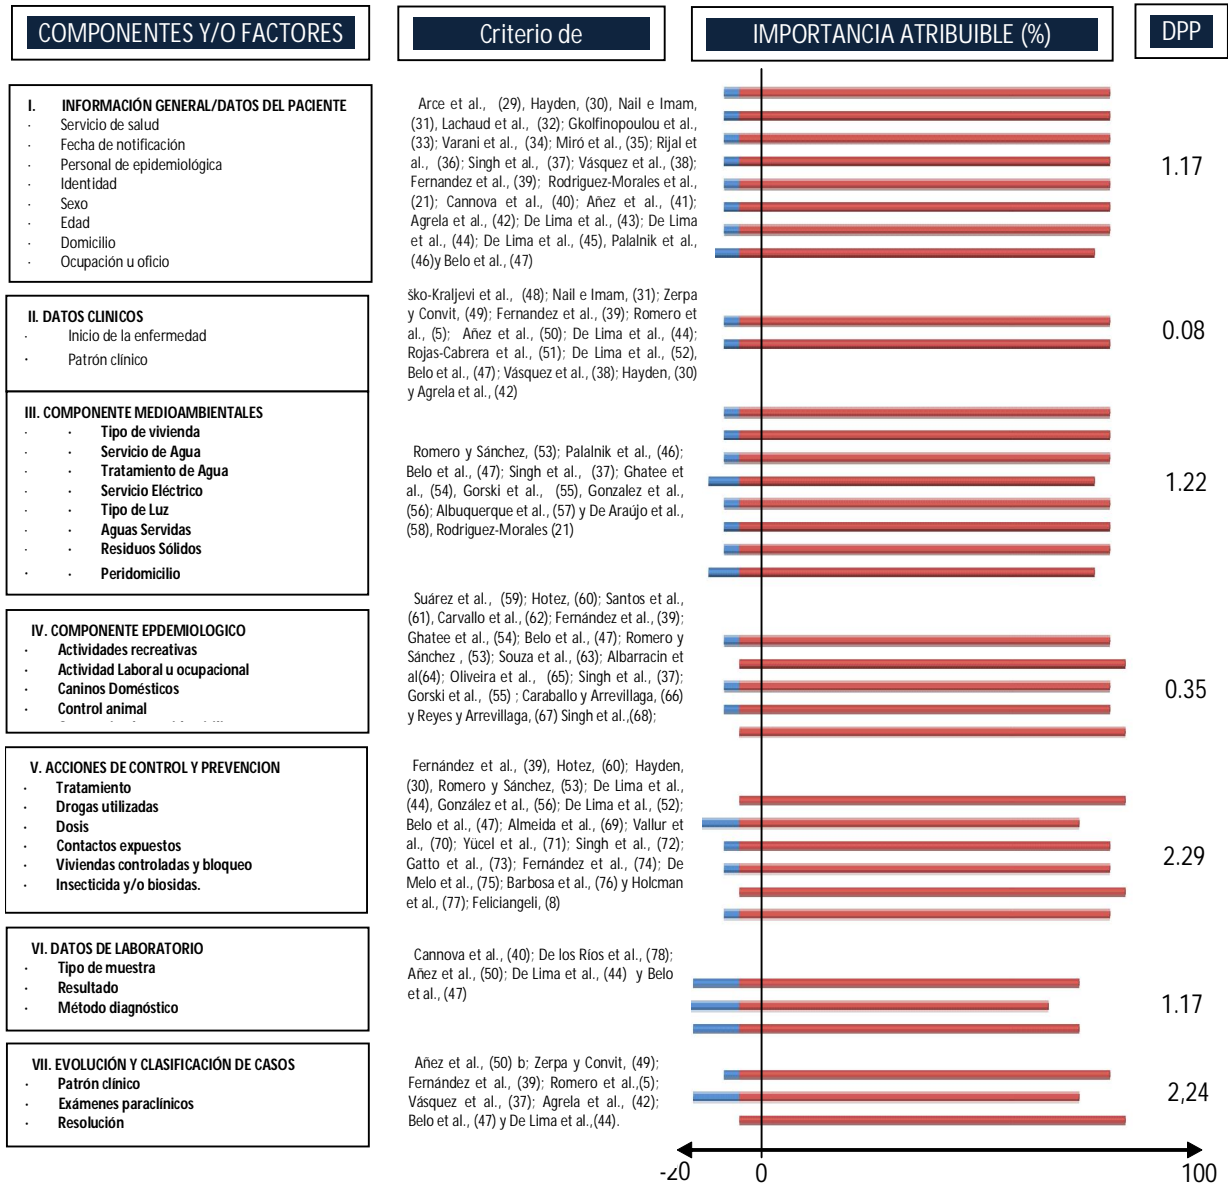 COMPONENTES Y/O FACTORES
Criterio de
IMPORTANCIA ATRIBUIBLE (%)
DPP
I. INFORMACIÓN GENERAL/DATOS DEL PACIENTE
· Servicio de salud
· Fecha de notificación
· Personal de epidemiológica
· Identidad
· Sexo
· Edad
· Domicilio
· Ocupación u oficio
Arce et al., (29), Hayden, (30), Nail e Imam,
(31), Lachaud et al., (32); Gkolfinopoulou et al.,
(33); Varani et al., (34); Miró et al., (35); Rijal et
al., (36); Singh et al., (37); Vásquez et al., (38);
Fernandez et al., (39); Rodriguez-Morales et al.,
(21); Cannova et al., (40); Añez et al., (41);
Agrela et al., (42); De Lima et al., (43); De Lima
et al., (44); De Lima et al., (45), Palalnik et al.,
(46)y Belo et al., (47)
1.17
II. DATOS CLINICOS
· Inicio de la enfermedad
· Patrón clínico
ško-Kraljevi et al., (48); Nail e Imam, (31); Zerpa
y Convit, (49); Fernandez et al., (39); Romero et
al., (5); Añez et al., (50); De Lima et al., (44);
Rojas-Cabrera et al., (51); De Lima et al., (52),
Belo et al., (47); Vásquez et al., (38); Hayden, (30)
y Agrela et al., (42)
0.08
III. COMPONENTE MEDIOAMBIENTALES
· · Tipo de vivienda
· · Servicio de Agua
· · Tratamiento de Agua
· · Servicio Eléctrico
· · Tipo de Luz
· · Aguas Servidas
· · Residuos Sólidos
· · Peridomicilio
Romero y Sánchez, (53); Palalnik et al., (46);
Belo et al., (47); Singh et al., (37); Ghatee et
al., (54), Gorski et al., (55), Gonzalez et al.,
(56); Albuquerque et al., (57) y De Araújo et al.,
(58), Rodriguez-Morales (21)
1.22
IV. COMPONENTE EPDEMIOLOGICO
· Actividades recreativas
· Actividad Laboral u ocupacional
· Caninos Domésticos
· Control animal
Suárez et al., (59); Hotez, (60); Santos et al.,
(61), Carvallo et al., (62); Fernández et al., (39);
Ghatee et al., (54); Belo et al., (47); Romero y
Sánchez , (53); Souza et al., (63); Albarracin et
al(64); Oliveira et al., (65); Singh et al., (37);
Gorski et al., (55) ; Caraballo y Arrevillaga, (66)
y Reyes y Arrevillaga, (67) Singh et al.,(68);
0.35
V. ACCIONES DE CONTROL Y PREVENCION
· Tratamiento
· Drogas utilizadas
· Dosis
· Contactos expuestos
· Viviendas controladas y bloqueo
· Insecticida y/o biosidas.
Fernández et al., (39), Hotez, (60); Hayden,
(30), Romero y Sánchez, (53); De Lima et al.,
(44), González et al., (56); De Lima et al., (52);
Belo et al., (47); Almeida et al., (69); Vallur et
al., (70); Yücel et al., (71); Singh et al., (72);
Gatto et al., (73); Fernández et al., (74); De
Melo et al., (75); Barbosa et al., (76) y Holcman
et al., (77); Feliciangeli, (8)
2.29
VI. DATOS DE LABORATORIO
· Tipo de muestra
· Resultado
· Método diagnóstico
Cannova et al., (40); De los Ríos et al., (78);
Añez et al., (50); De Lima et al., (44) y Belo
et al., (47)
1.17
VII. EVOLUCIÓN Y CLASIFICACIÓN DE CASOS
· Patrón clínico
· Exámenes paraclínicos
· Resolución
Añez et al., (50) b; Zerpa y Convit, (49);
Fernández et al., (39); Romero et al.,(5);
Vásquez et al., (37); Agrela et al., (42);
Belo et al., (47) y De Lima et al.,(44).
2,24
-20 0 100